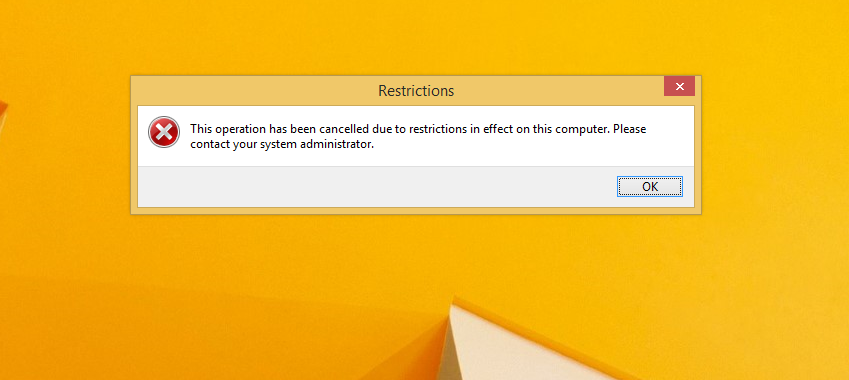 Restrictions
This operation has been cancelled due to restrictions in effect on this computer. Please
contact your system administrator.
OK